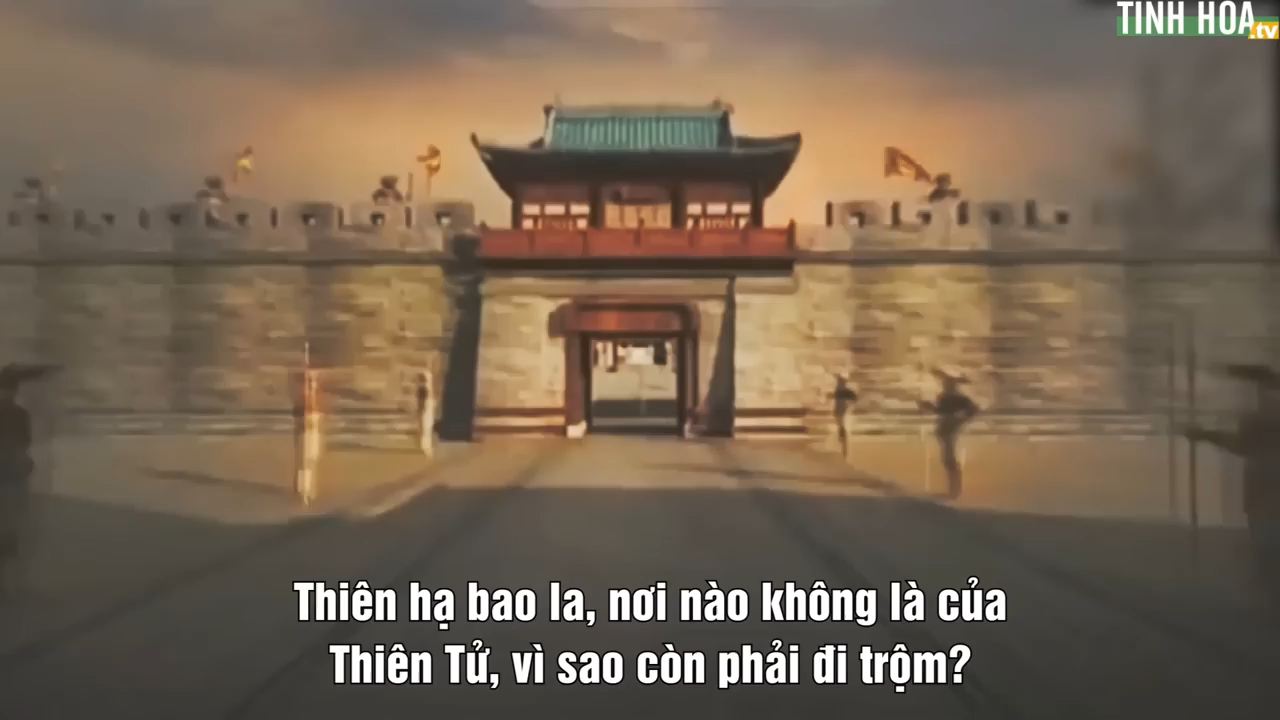 TINH HOA
.tv
Thiên hạ bao la, nơi nào không là của
Thiên Tử, vì sao còn phải đi trộm?